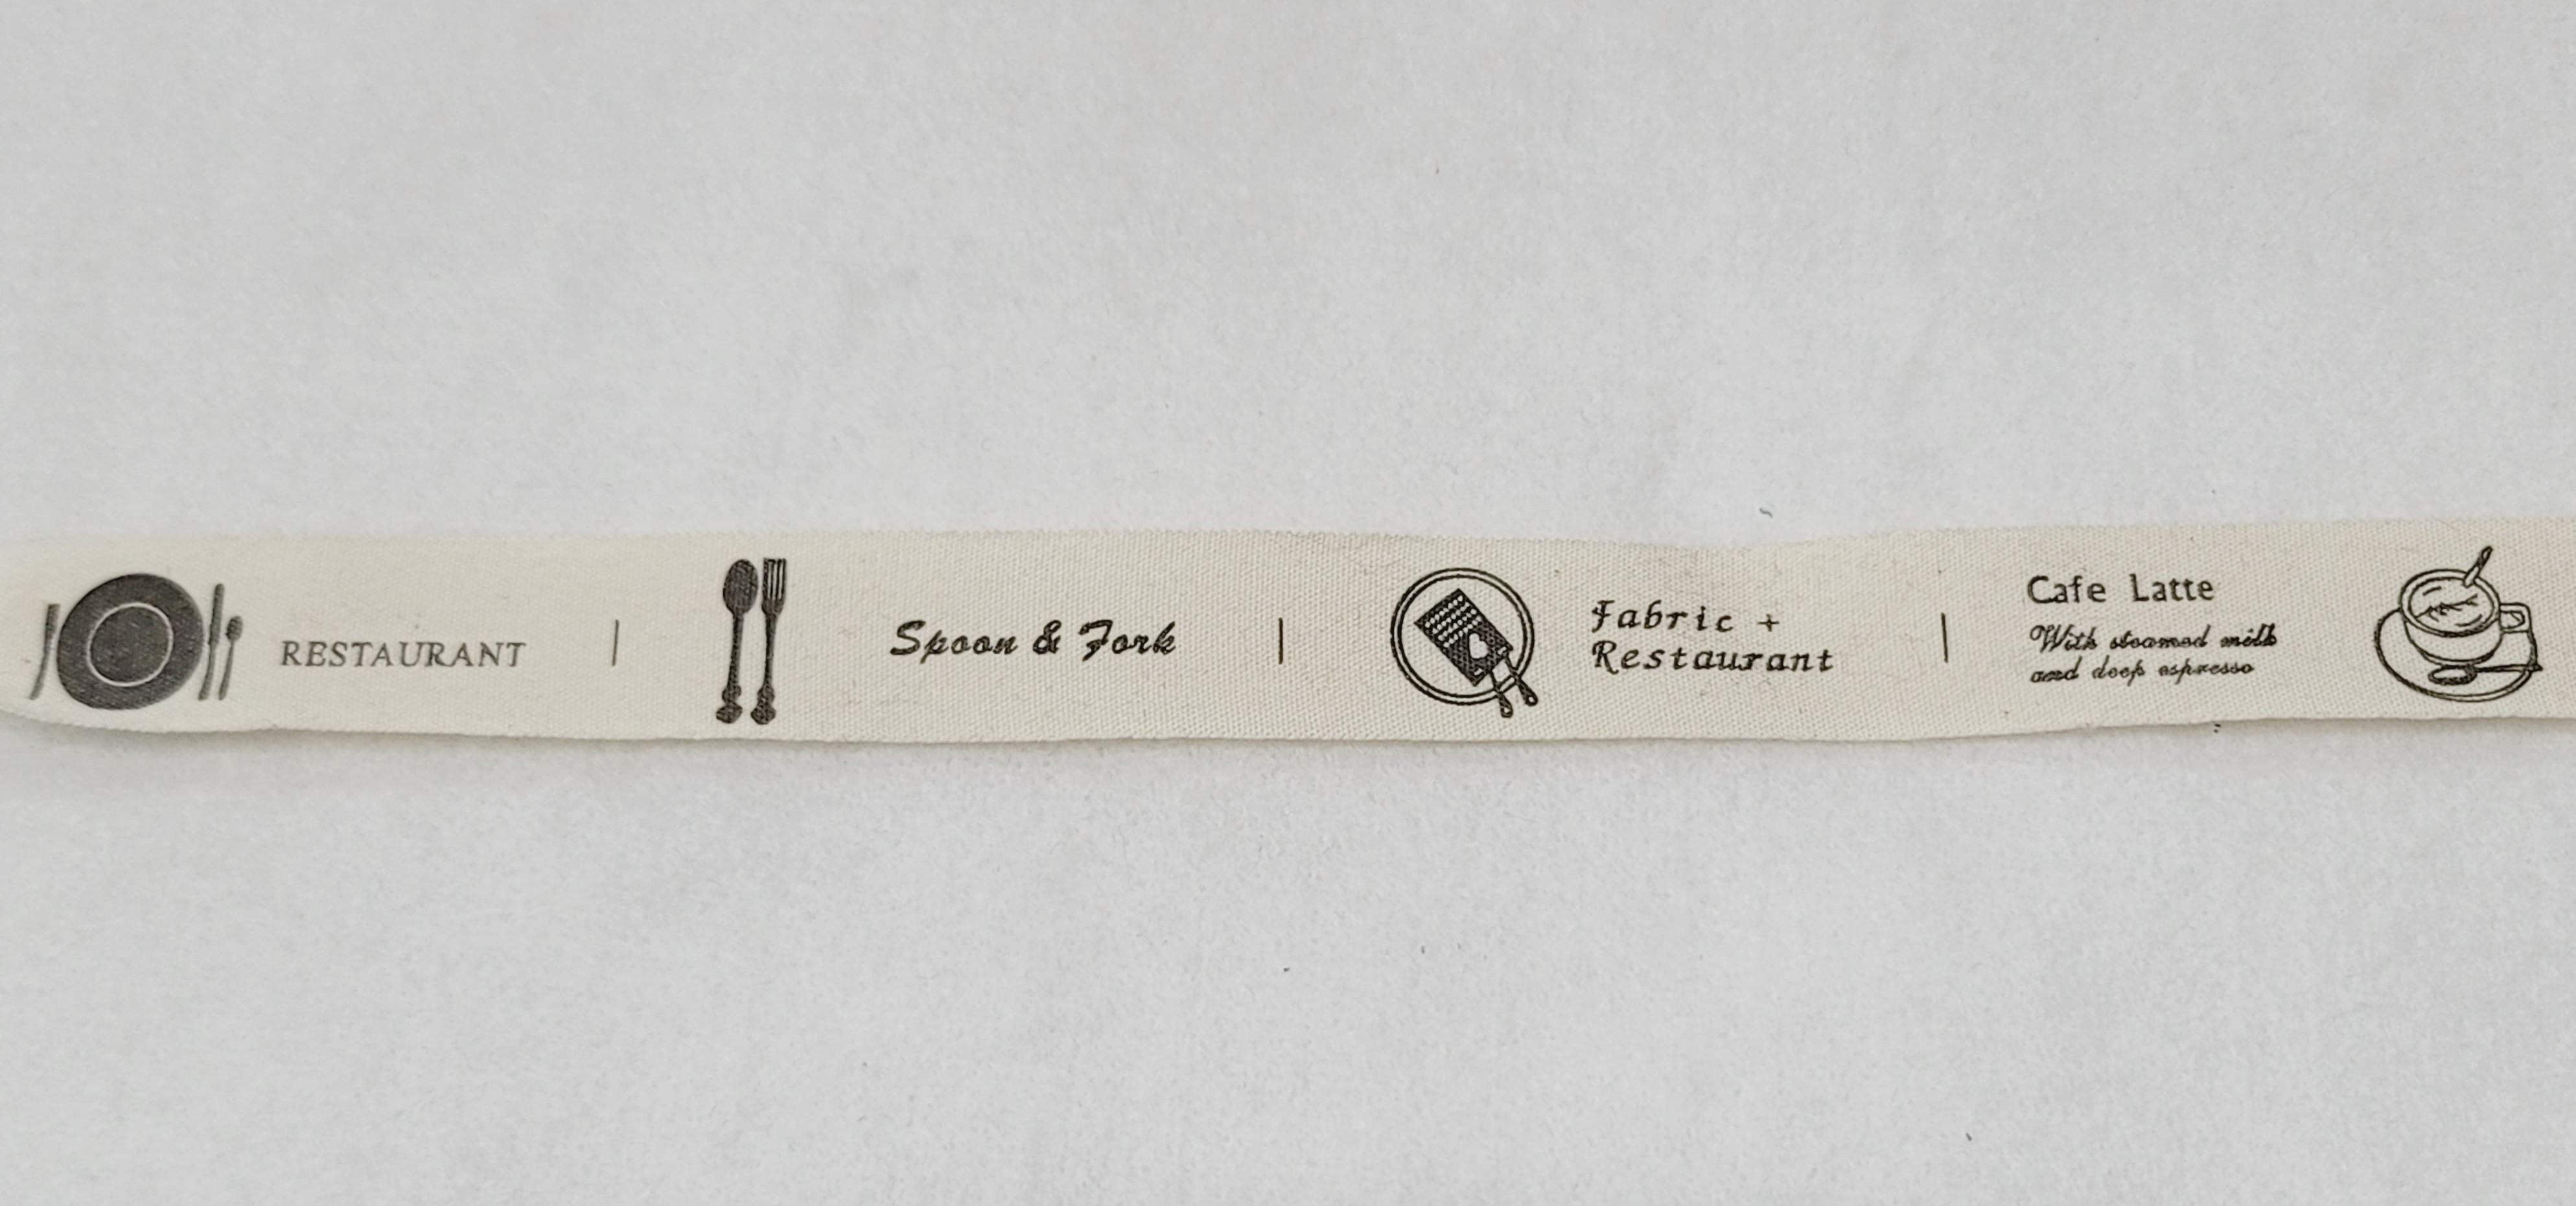 RESTAURANT
Spoon & Fork
Fabric +
Restaurant
Cafe Latte
With steamed milk
and deep espresso